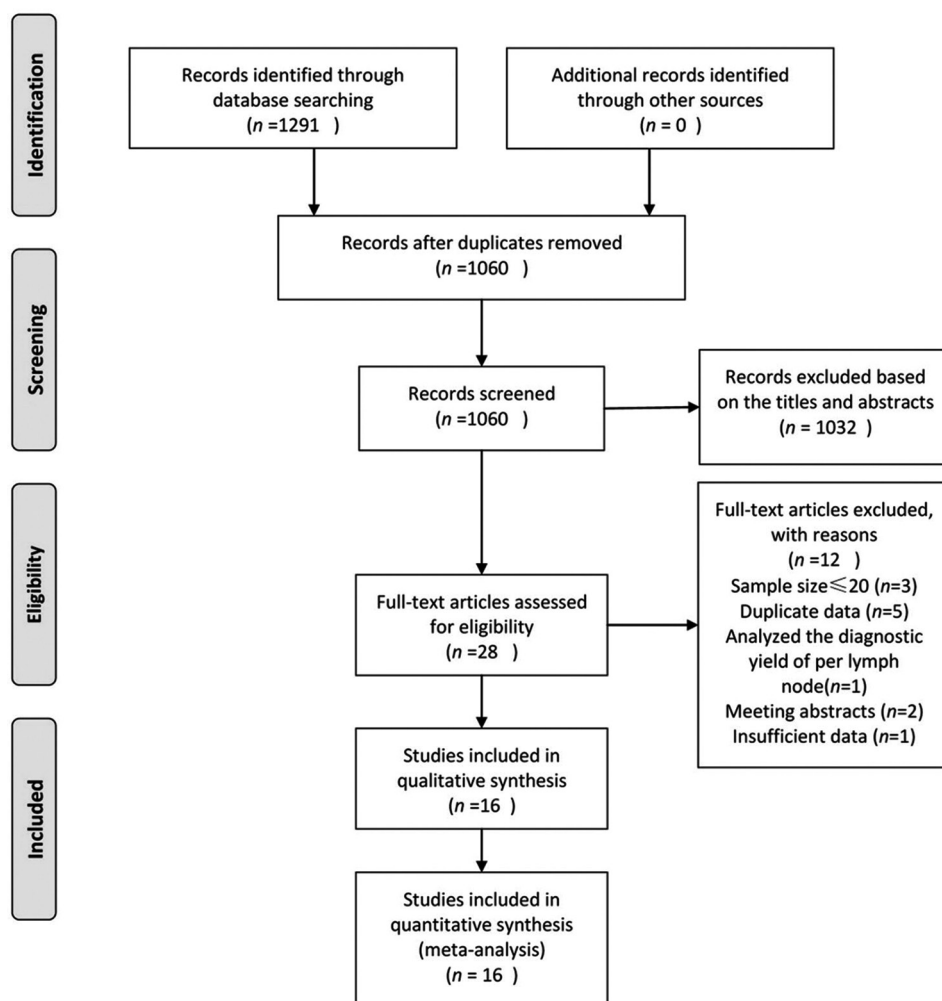 Identification
Records identified through
database searching
(n =1291   )
Additional records identified
through other sources
(n = 0   )
Records after duplicates removed
(n =1060   )
Screening
Records screened
(n =1060   )
Records excluded based
on the titles and abstracts
(n = 1032   )
Eligibility
Full-text articles assessed
for eligibility
(n =28   )
Full-text articles excluded,
with reasons
(n =12   )
Sample size≤20 (n=3)
Duplicate data (n=5)
Analyzed the diagnostic
yield of per lymph
node(n=1)
Meeting abstracts (n=2)
Insufficient data (n=1)
Included
Studies included in
qualitative synthesis
(n =16   )
Studies included in
quantitative synthesis
(meta-analysis)
(n = 16   )